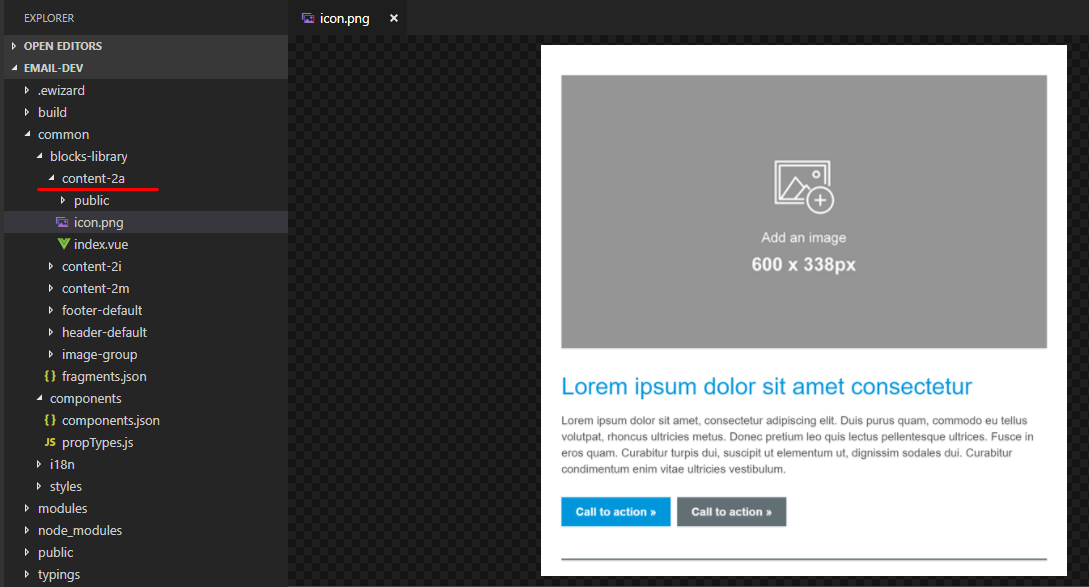 EXPLORER
OPEN EDITORS
EMAIL-DEV
.ewizard
build
common
blocks-library
content-2a
public
icon.png
index.vue
content-2i
content-2m
footer-default
header-default
image-group
{} fragments.json
components
{} components.json
JS propTypes.js
i18n
styles
modules
node_modules
public
typings
icon.png ×
Add an image
600 x 338px
Lorem ipsum dolor sit amet consectetur
Lorem ipsum dolor sit amet, consectetur adipiscing elit. Duis purus quam, commodo eu tellus
volutpat, rhoncus ultricies metus. Donec pretium leo quis lectus pellentesque ultrices. Fusce in
eros quam. Curabitur turpis dui, suscipit ut elementum ut, dignissim sodales dui. Curabitur
condimentum enim vitae ultricies vestibulum.
Call to action » Call to action »